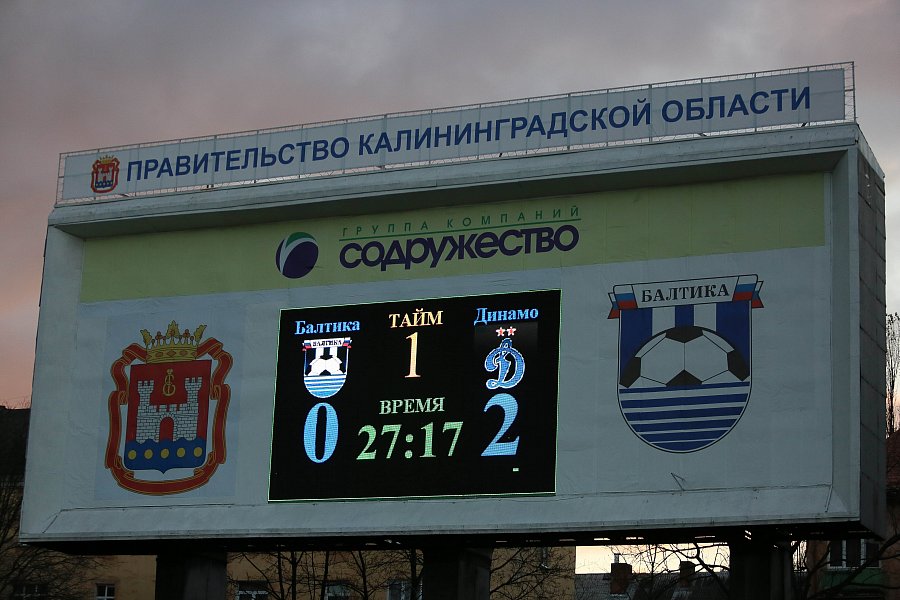 ПРАВИТЕЛЬСТВО КАЛИНИНГРАДСКОЙ ОБЛАСТИ
ГРУППА КОМПАНИЙ
СОДРУЖЕСТВО
БАЛТИКА
Балтика ТАЙМ Динамо
БАЛТИКА 1 Д
ВРЕМЯ
0 27:17 2